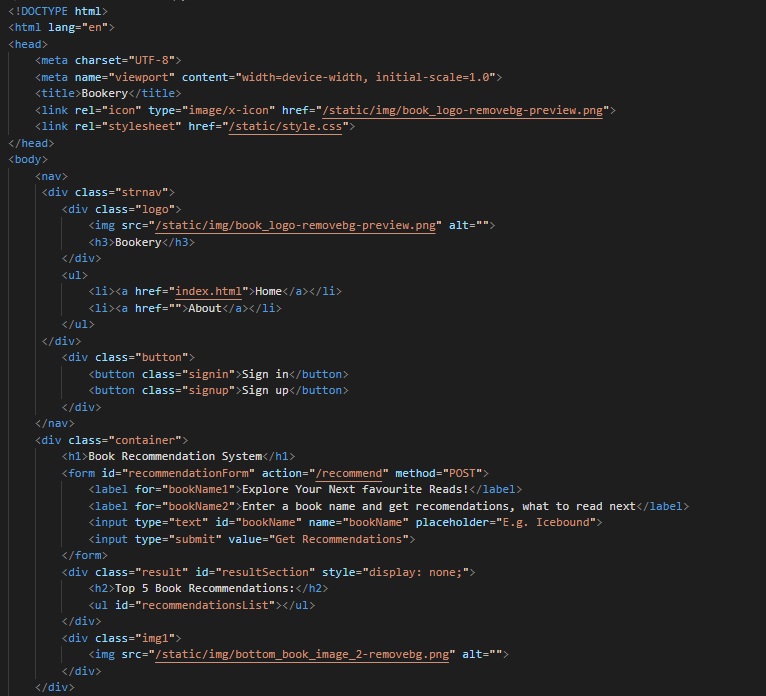 <!DOCTYPE html>
<html lang="en">
<head>
    <meta charset="UTF-8">
    <meta name="viewport" content="width=device-width, initial-scale=1.0">
    <title>Bookery</title>
    <link rel="icon" type="image/x-icon" href="/static/img/book_logo-removebg-preview.png">
    <link rel="stylesheet" href="/static/style.css">
</head>
<body>
    <nav>
     <div class="strnav">
        <div class="logo">
            <img src="/static/img/book_logo-removebg-preview.png" alt="">
            <h3>Bookery</h3>
        </div>
        <ul>
            <li><a href="index.html">Home</a></li>
            <li><a href="">About</a></li>
        </ul>
     </div>
        <div class="button">
            <button class="signin">Sign in</button>
            <button class="signup">Sign up</button>
        </div>
    </nav>
    <div class="container">
        <h1>Book Recommendation System</h1>
        <form id="recommendationForm" action="/recommend" method="POST">
            <label for="bookName1">Explore Your Next favourite Reads!</label>
            <label for="bookName2">Enter a book name and get recomendations, what to read next</label>
            <input type="text" id="bookName" name="bookName" placeholder="E.g. Icebound">
            <input type="submit" value="Get Recommendations">
        </form>
        <div class="result" id="resultSection" style="display: none;">
            <h2>Top 5 Book Recommendations:</h2>
            <ul id="recommendationsList"></ul>
        </div>
        <div class="img1">
            <img src="/static/img/bottom_book_image_2-removebg.png" alt="">
        </div>
    </div>